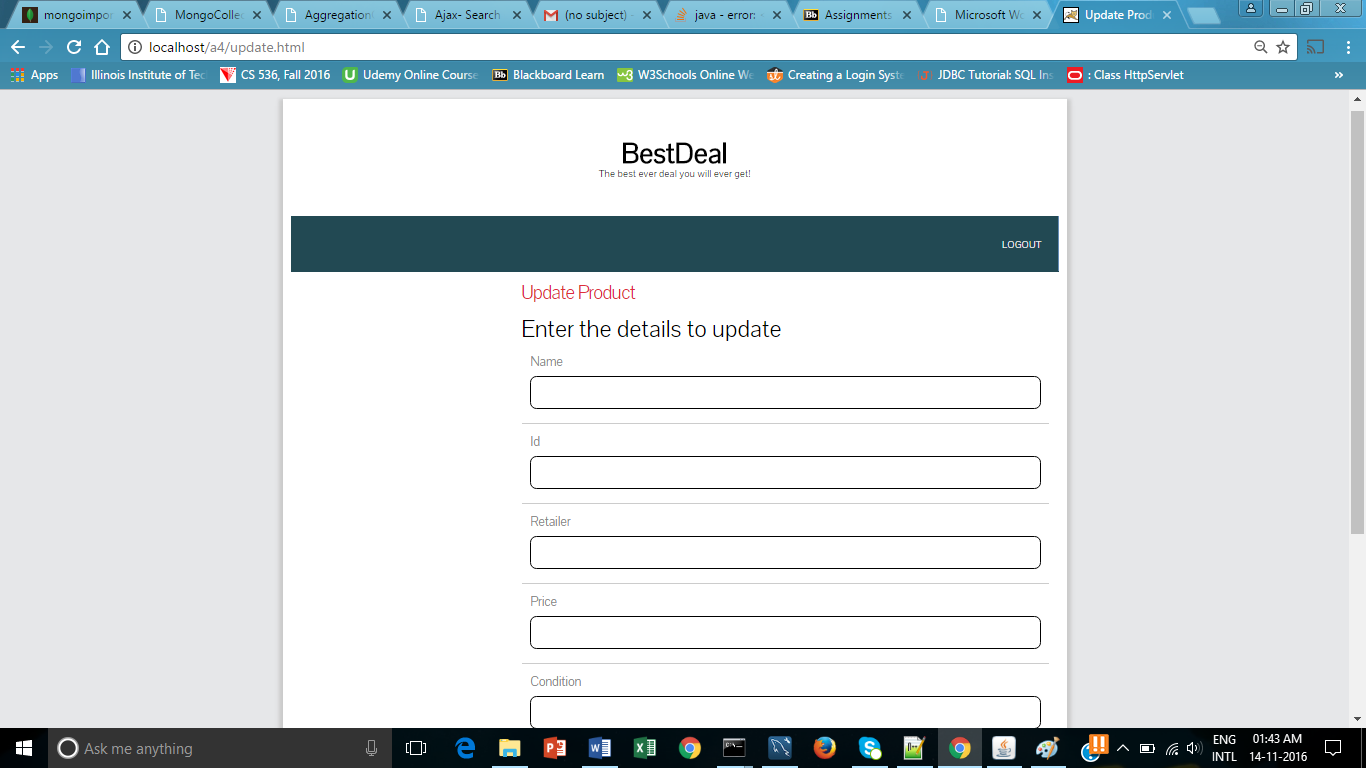 mongoimpor
MongoCollec
Aggregation
Ajax- Search
(no subject) -
java - error:
Assignments
Microsoft Wo
Update Prod
localhost/a4/update.html
Apps
Illinois Institute of Tec
CS 536, Fall 2016
Udemy Online Course
Bb
Blackboard Learn
W3Schools Online We
Creating a Login Syste
JDBC Tutorial: SQL Ins
: Class HttpServlet
»
BestDeal
The best ever deal you will ever get!
LOGOUT
Update Product
Enter the details to update
Name
Id
Retailer
Price
Condition
Ask me anything
ENG
INTL
01:43 AM
14-11-2016